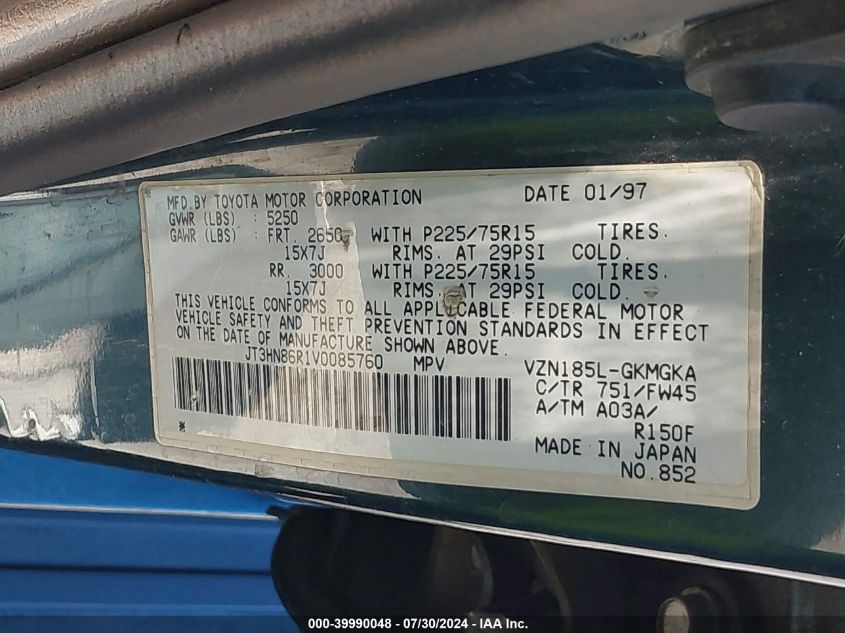 MFD.BY TOYOTA MOTOR CORPORATION DATE 01/97
GVWR (LBS) : 5250
GAWR (LBS) : FRT. 2650 WITH P225/75R15 TIRES.
15X7J RIMS. AT 29PSI COLD.
RR. 3000 WITH P225/75R15 TIRES.
15X7J RIMS. AT 29PSI COLD.
THIS VEHICLE CONFORMS TO ALL APPLICABLE FEDERAL MOTOR
VEHICLE SAFETY AND THEFT PREVENTION STANDARDS IN EFFECT
ON THE DATE OF MANUFACTURE SHOWN ABOVE.
JT3HN86R1V0085760 MPV VZN185L-GKMGKA
C/TR 751/FW45
A/TM A03A/
R150F
MADE IN JAPAN
NO.852
000-39990048 - 07/30/2024 - IAA Inc.